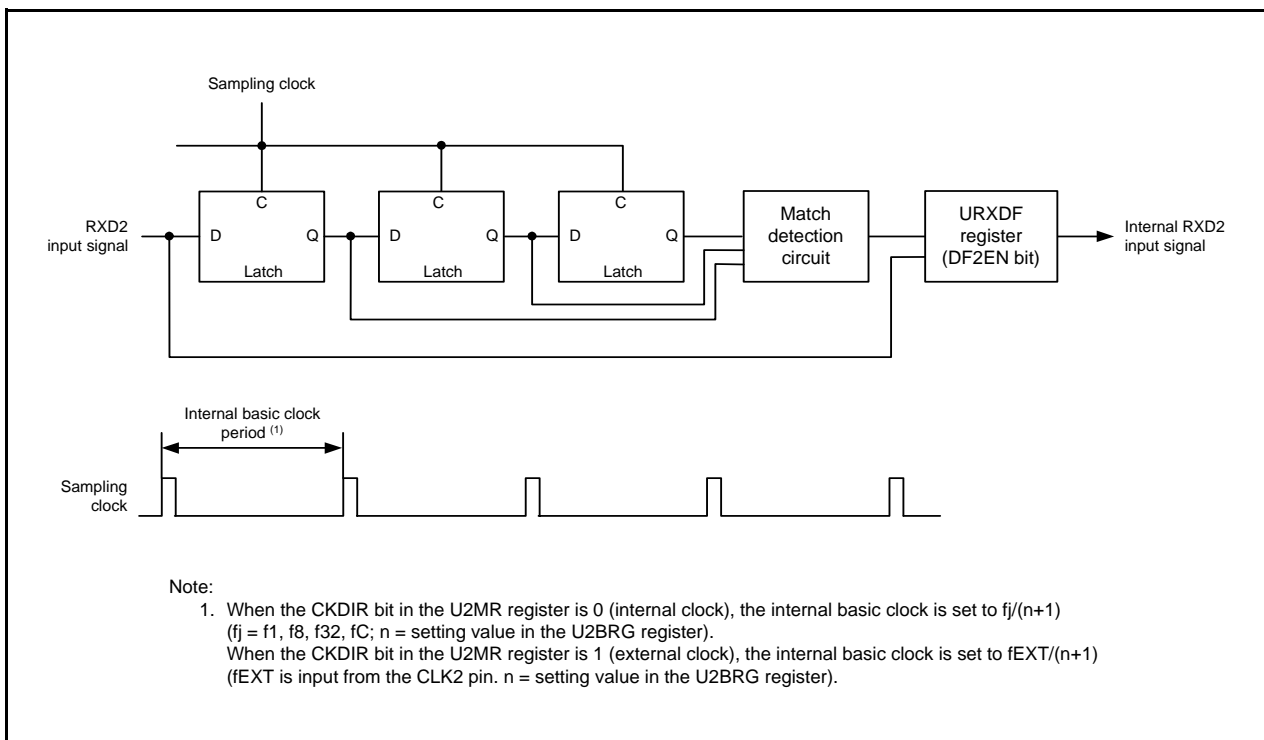 Sampling clock
RXD2
input signal
C
D
Q
Latch
C
D
Q
Latch
C
D
Q
Latch
Match
detection
circuit
URXDF
register
(DF2EN bit)
Internal RXD2
input signal
Internal basic clock
period (1)
Sampling
clock
Note:
1. When the CKDIR bit in the U2MR register is 0 (internal clock), the internal basic clock is set to fj/(n+1)
(fj = f1, f8, f32, fC; n = setting value in the U2BRG register).
When the CKDIR bit in the U2MR register is 1 (external clock), the internal basic clock is set to fEXT/(n+1)
(fEXT is input from the CLK2 pin. n = setting value in the U2BRG register).